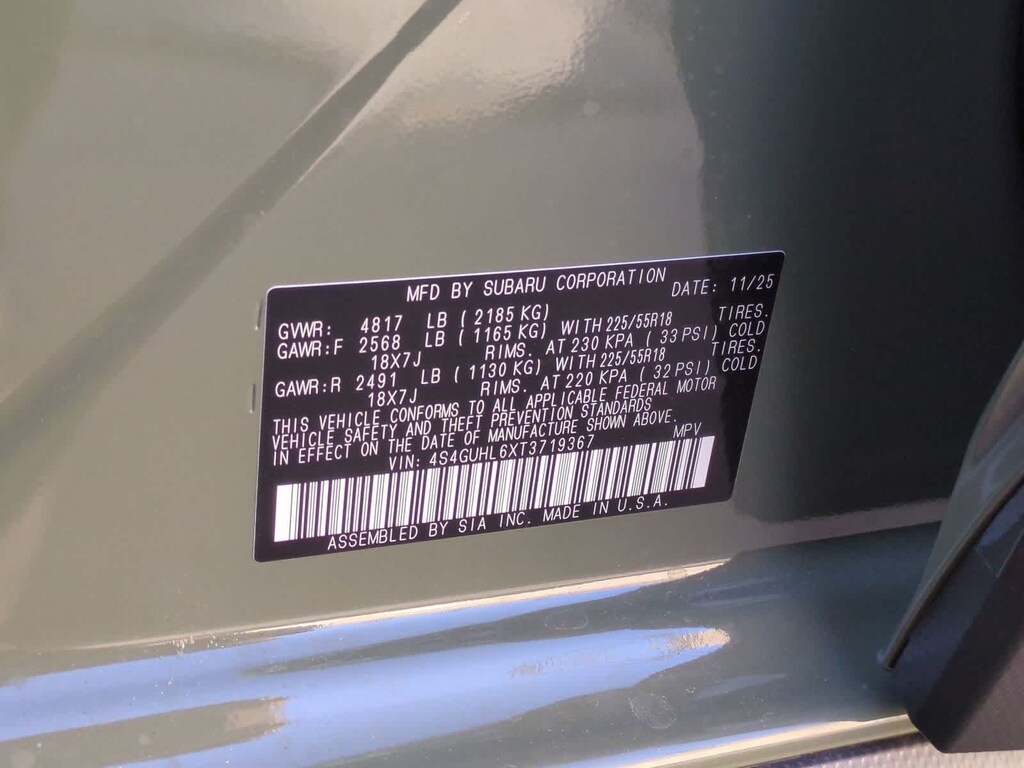 MFD BY SUBARU CORPORATION DATE: 11/25
GVWR: 4817 LB (2185 KG)
GAWR:F 2568 LB (1165 KG) WITH 225/55R18 TIRES.
18X7J RIMS. AT 230 KPA (33 PSI) COLD
GAWR:R 2491 LB (1130 KG) WITH 225/55R18 TIRES.
18X7J RIMS. AT 220 KPA (32 PSI) COLD
THIS VEHICLE CONFORMS TO ALL APPLICABLE FEDERAL MOTOR
VEHICLE SAFETY AND THEFT PREVENTION STANDARDS
IN EFFECT ON THE DATE OF MANUFACTURE SHOWN ABOVE.
VIN: 4S4GUHL6XT3719367 MPV
ASSEMBLED BY SIA INC. MADE IN U.S.A.